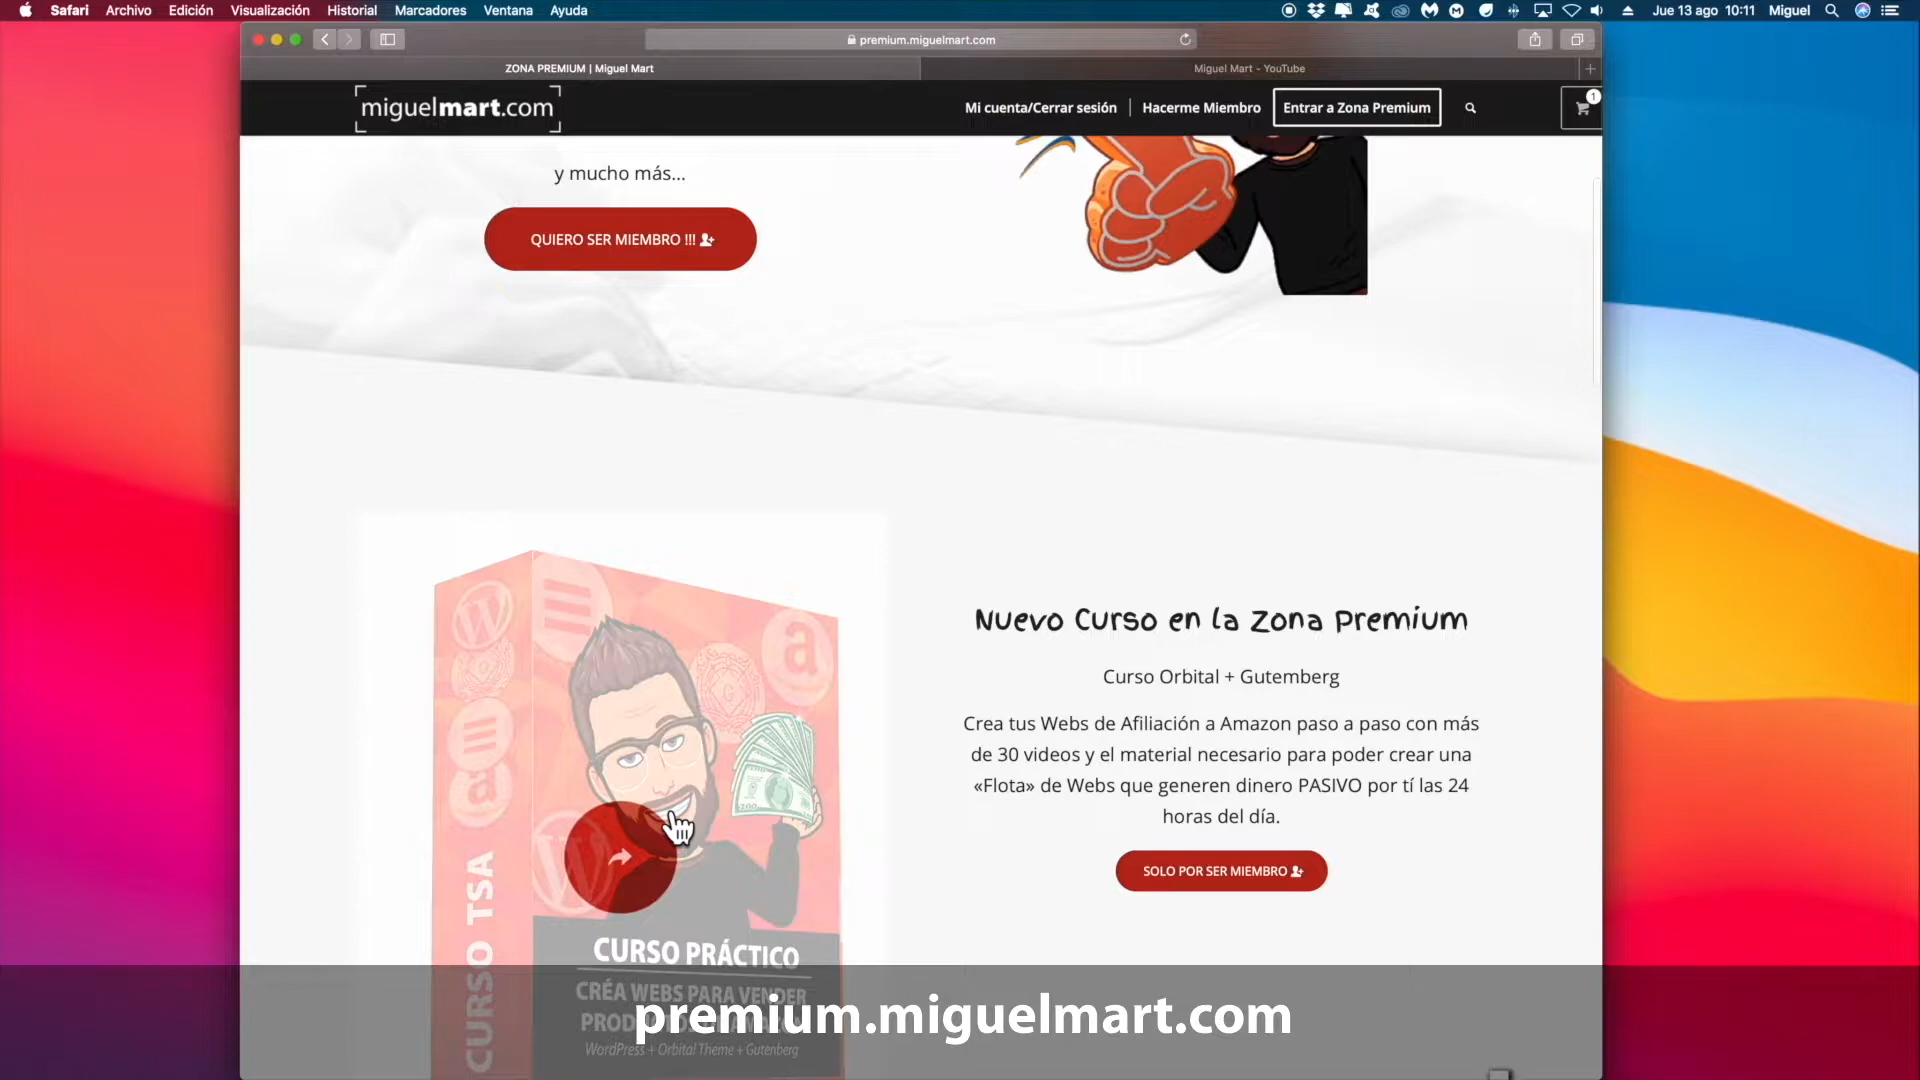 Safari Archivo Edición Visualización Historial Marcadores Ventana Ayuda
Jue 13 ago 10:11 Miguel
premium.miguelmart.com
ZONA PREMIUM | Miguel Mart
Miguel Mart - YouTube
miguelmart.com
Mi cuenta/Cerrar sesión
Hacerme Miembro
Entrar a Zona Premium
1
y mucho más...
QUIERO SER MIEMBRO !!!
Nuevo Curso en la Zona Premium
Curso Orbital + Gutemberg
Crea tus Webs de Afiliación a Amazon paso a paso con más
de 30 videos y el material necesario para poder crear una
«Flota» de Webs que generen dinero PASIVO por tí las 24
horas del día.
SOLO POR SER MIEMBRO
CURSO TSA
CURSO PRÁCTICO
CRÉA WEBS PARA VENDER
WordPress + Orbital Theme + Gutenberg
premium.miguelmart.com